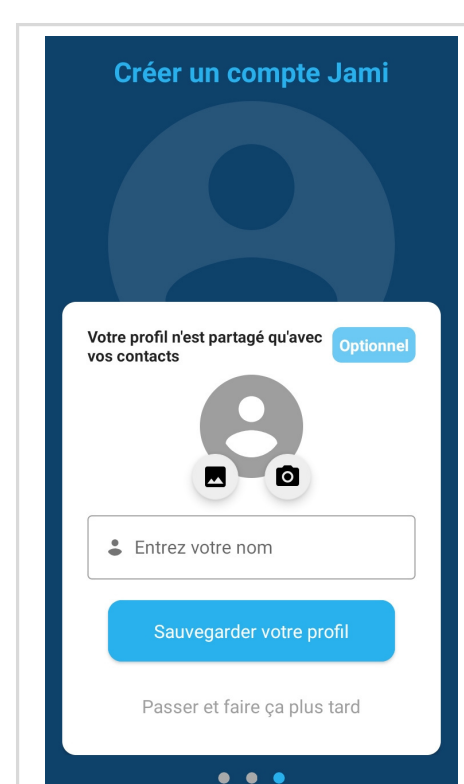 Créer un compte Jami
Votre profil n'est partagé qu'avec
vos contacts
Optionnel
Entrez votre nom
Sauvegarder votre profil
Passer et faire ça plus tard